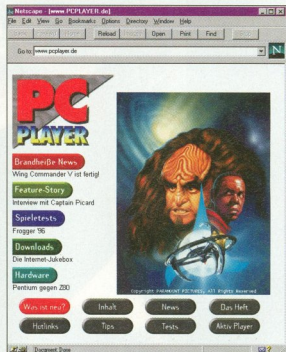 Netscape - [www.PCPLAYER.de]
File Edit View Go Bookmarks Options Directory Window Help
Reload Open Print Find
Go to: www.pcplayer.de
N
PC
PLAYER
Brandheiße News
Wing Commander V ist fertig!
Feature-Story
Interview mit Captain Picard
Spieletests
Frogger 96
Downloads
Die Internet-Jukebox
Hardware
Pentium gegen Z80
Copyright PARAMOUNT PICTURES, All Rights Reserved
Was ist neu? Inhalt News Das Heft
Hotlinks Tips Tests Aktiv Player
Document Done